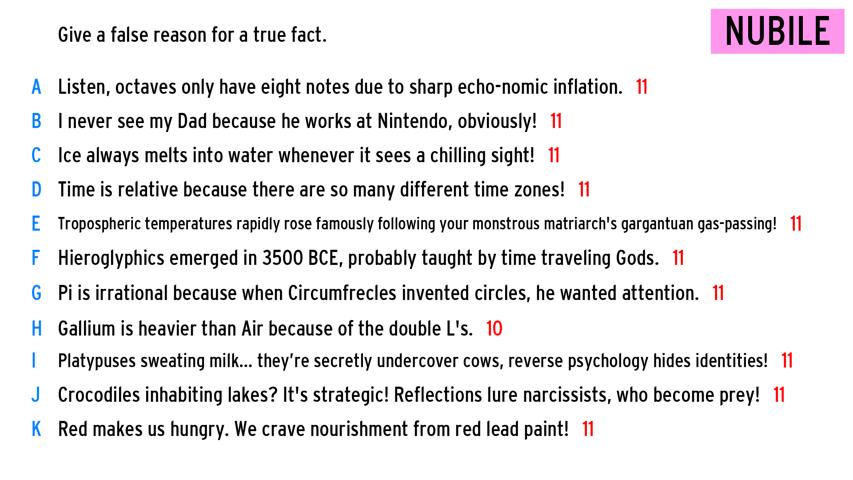 Give a false reason for a true fact.
NUBILE
A Listen, octaves only have eight notes due to sharp echo-nomic inflation. 11
B I never see my Dad because he works at Nintendo, obviously! 11
C Ice always melts into water whenever it sees a chilling sight! 11
D Time is relative because there are so many different time zones! 11
E Tropospheric temperatures rapidly rose famously following your monstrous matriarch's gargantuan gas-passing! 11
F Hieroglyphics emerged in 3500 BCE, probably taught by time traveling Gods. 11
G Pi is irrational because when Circumfrecles invented circles, he wanted attention. 11
H Gallium is heavier than Air because of the double L's. 10
I Platypuses sweating milk... they're secretly undercover cows, reverse psychology hides identities! 11
J Crocodiles inhabiting lakes? It's strategic! Reflections lure narcissists, who become prey! 11
K Red makes us hungry. We crave nourishment from red lead paint! 11